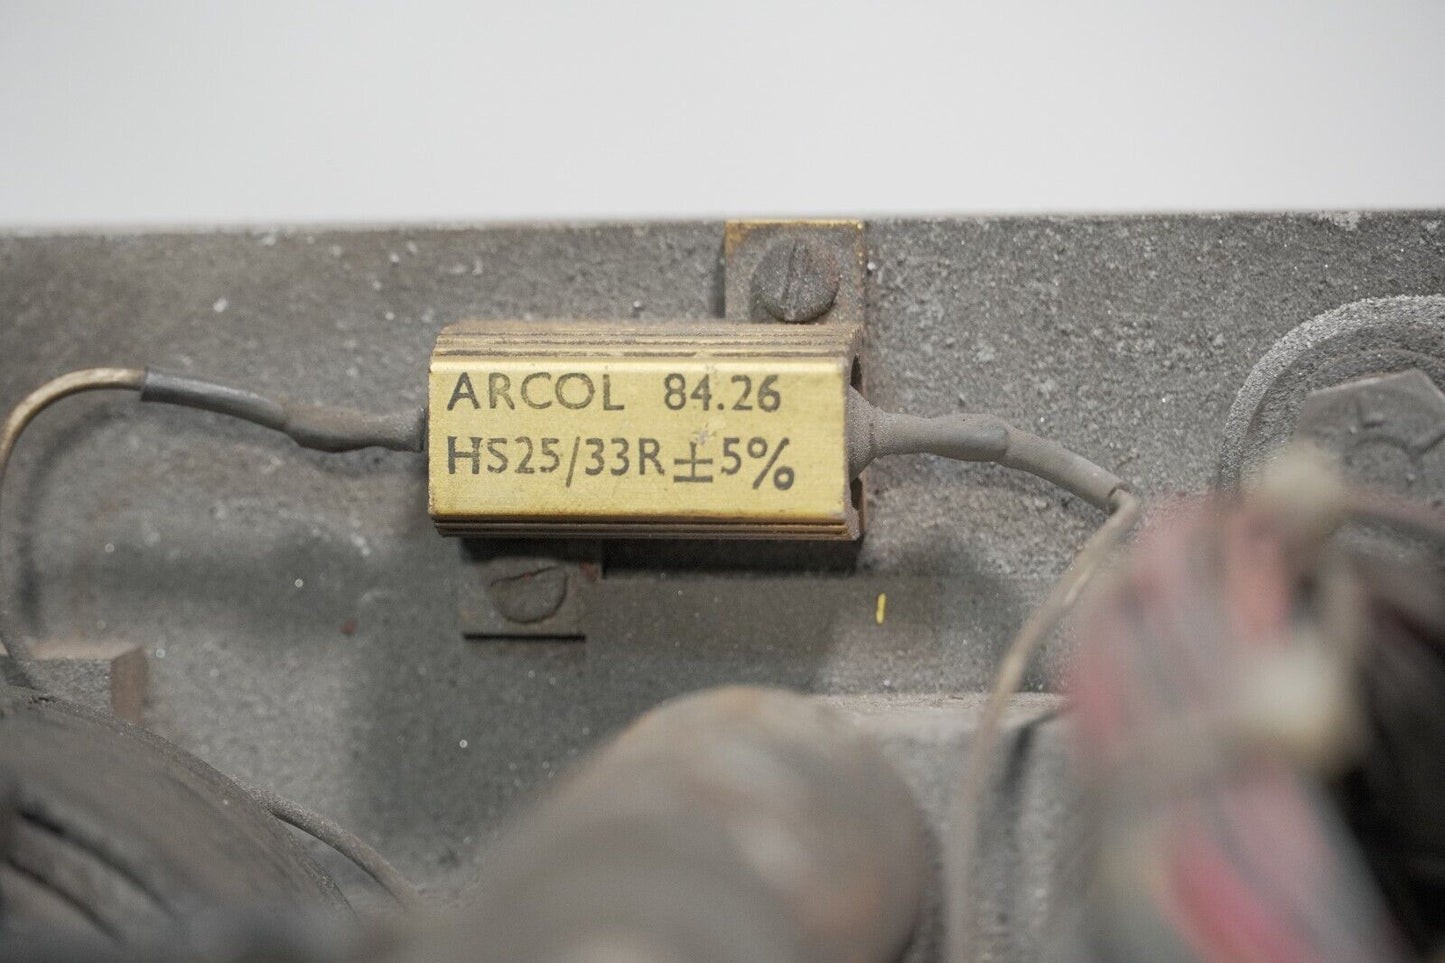 ARCOL 84.26
HS25/33R ±5%